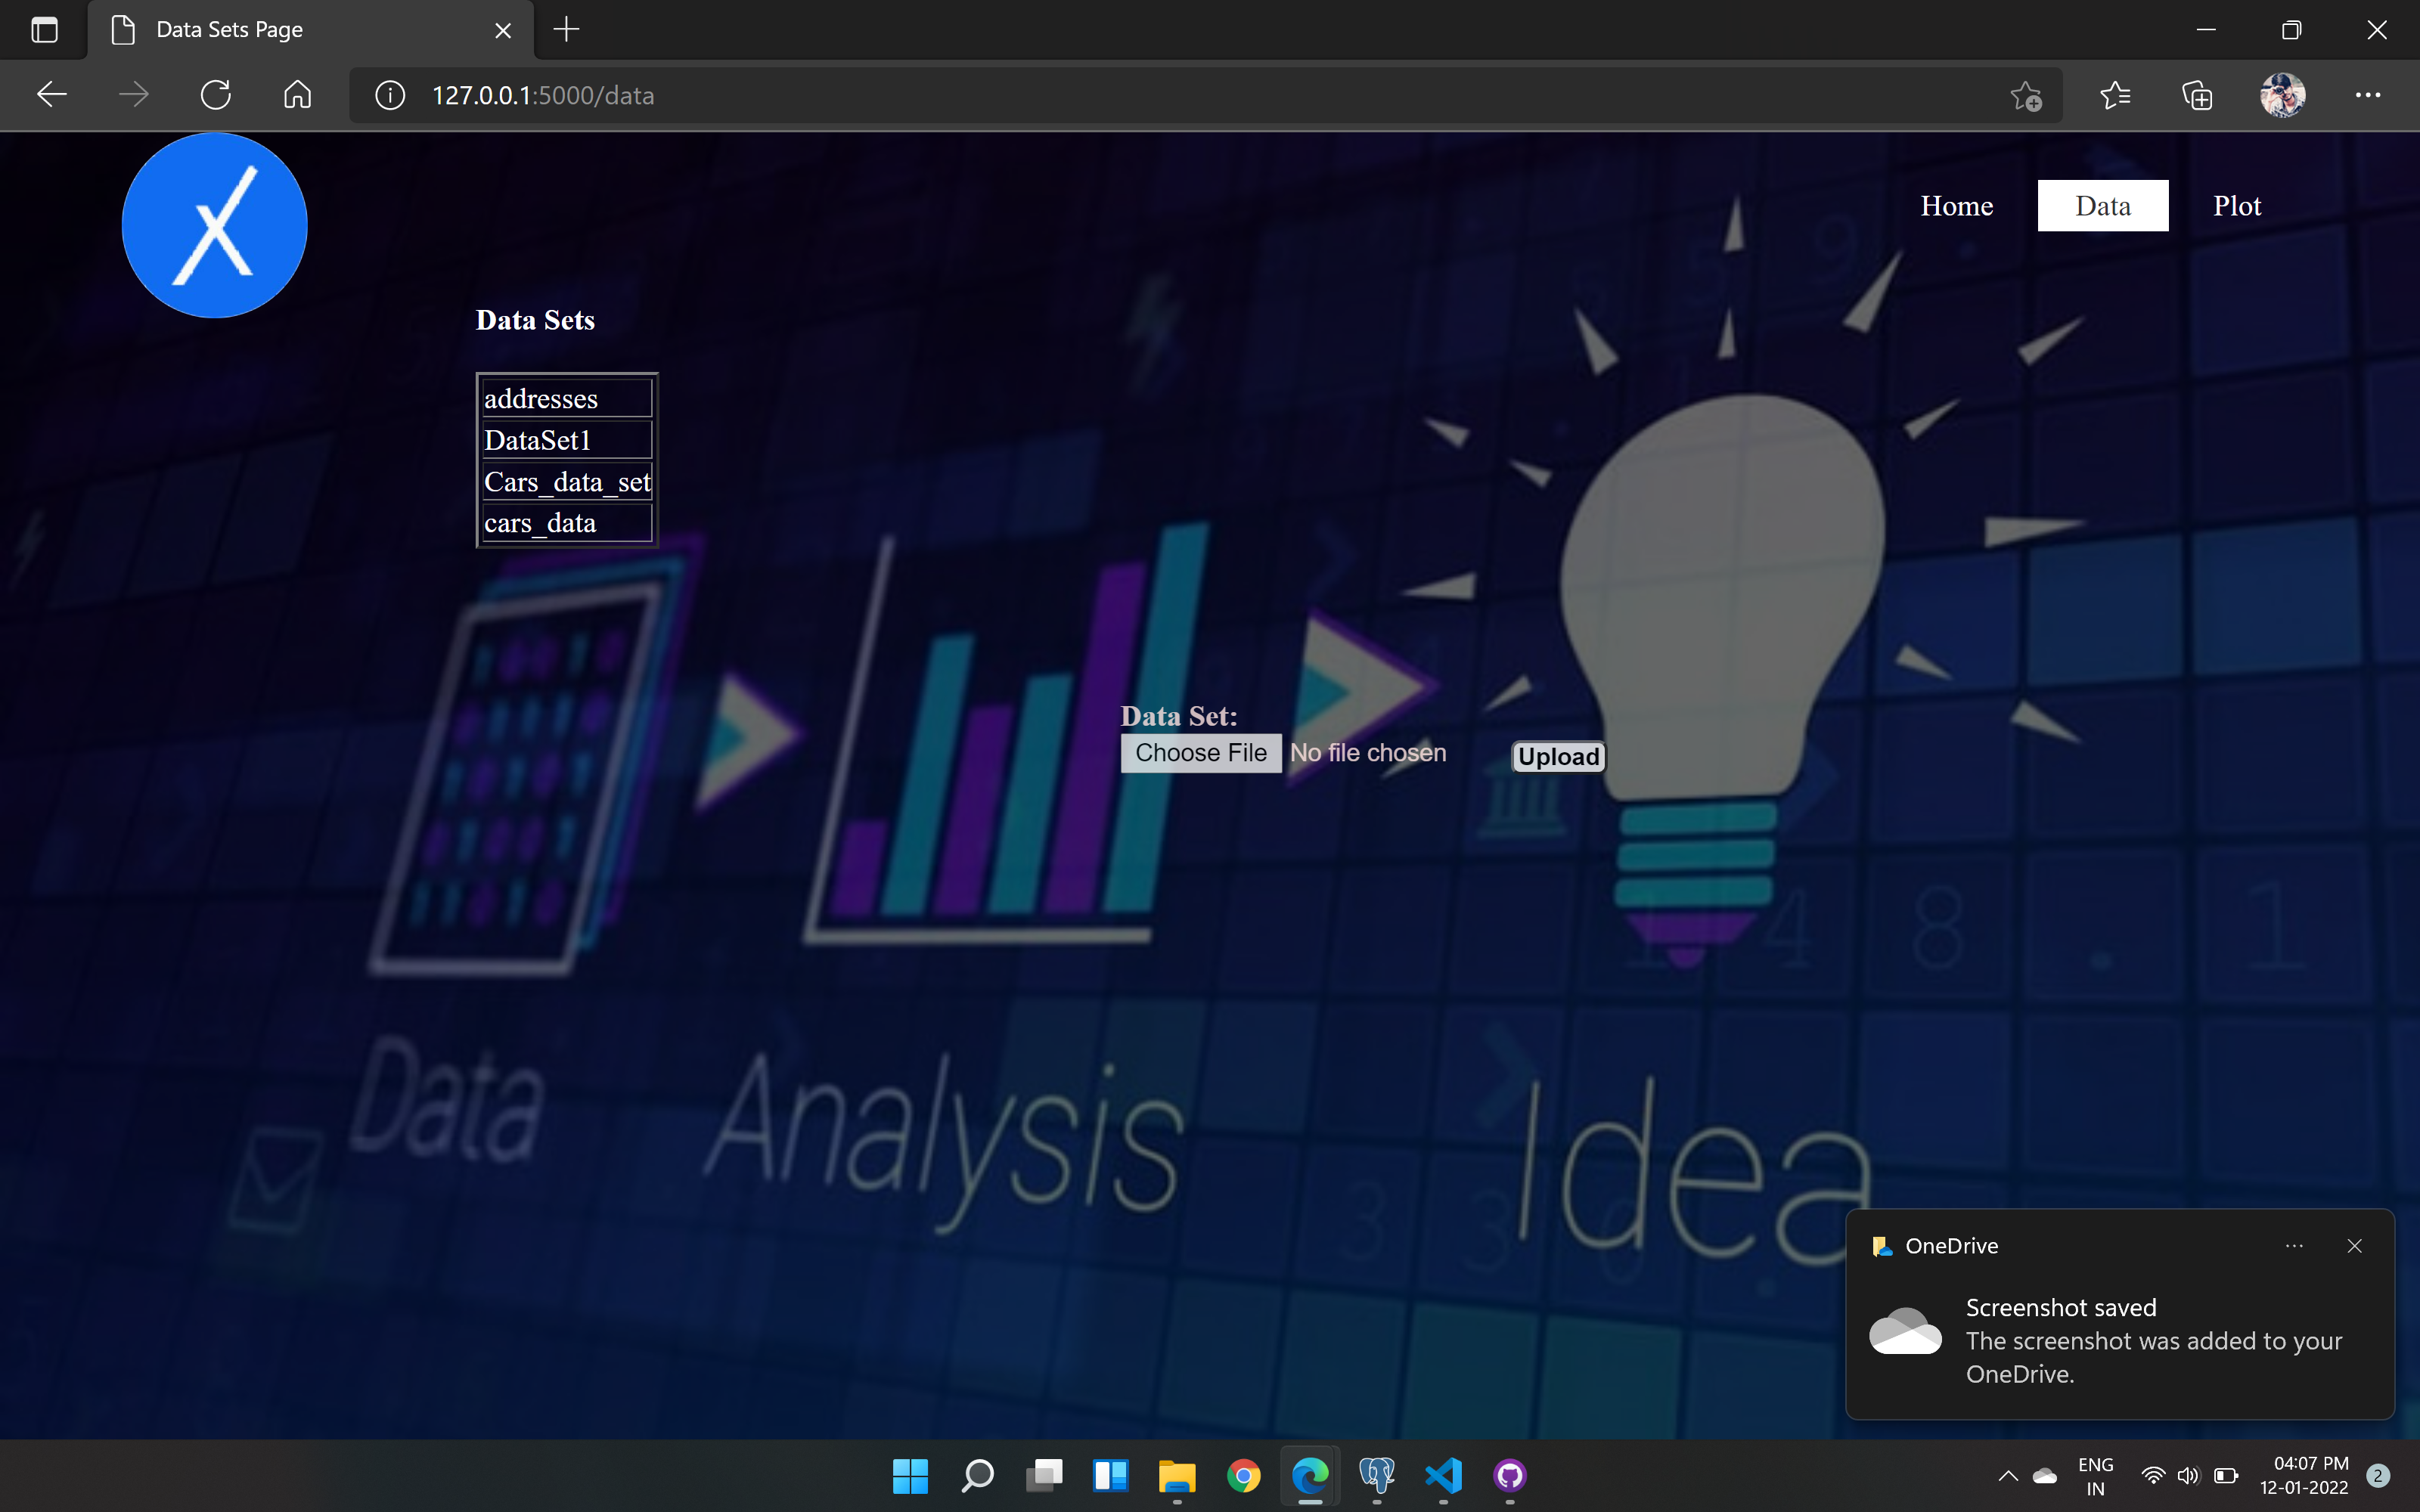 Data Sets Page
127.0.0.1:5000/data
Home Data Plot
Data Sets
addresses
DataSet1
Cars_data_set
cars_data
Data Set:
Choose File No file chosen Upload
Data Analysis Idea
OneDrive
Screenshot saved
The screenshot was added to your
OneDrive.
ENG
IN
04:07 PM
12-01-2022
2